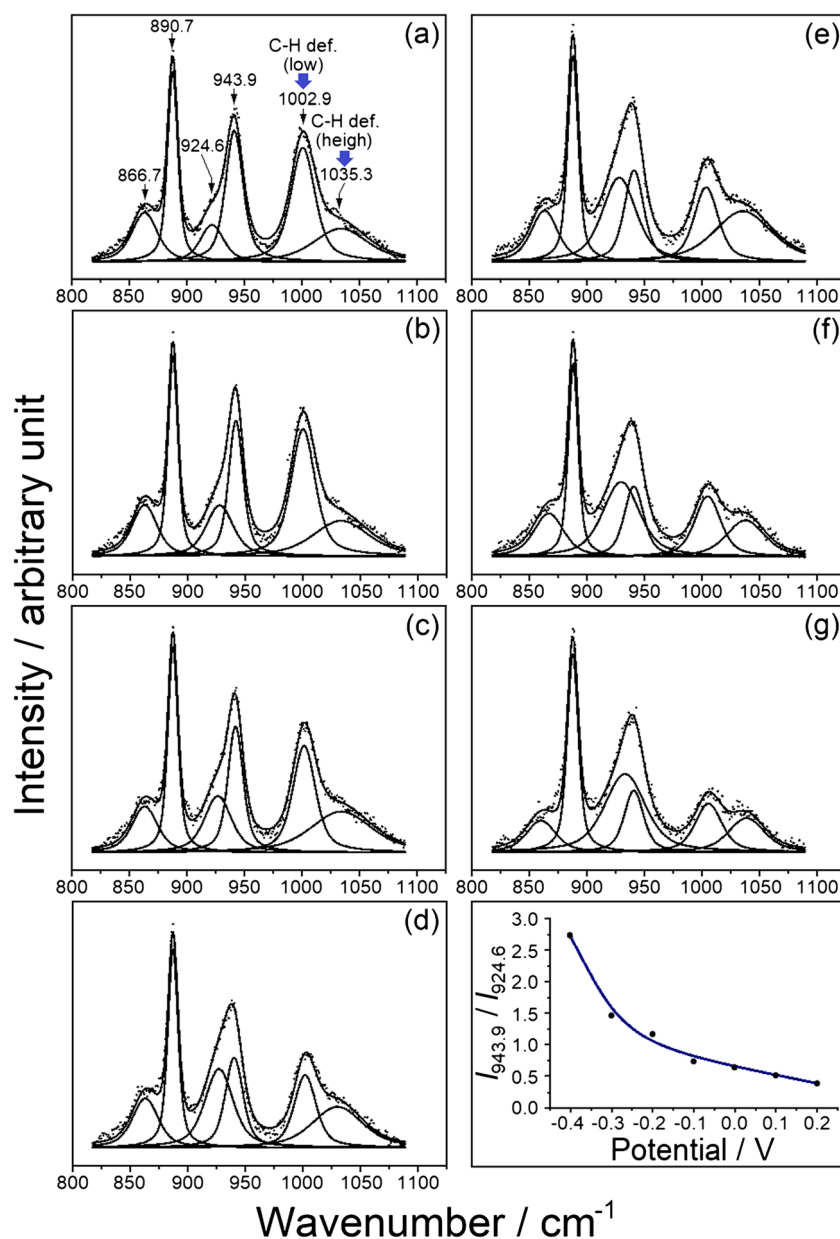 (a)
890.7
C-H def.
(low)
943.9
1002.9
C-H def.
(heigh)
924.6
866.7
1035.3
800 850 900 950 1000 1050 1100
(b)
800 850 900 950 1000 1050 1100
(c)
800 850 900 950 1000 1050 1100
(d)
800 850 900 950 1000 1050 1100
(e)
800 850 900 950 1000 1050 1100
(f)
800 850 900 950 1000 1050 1100
(g)
800 850 900 950 1000 1050 1100
3.0
2.5
2.0
1.5
1.0
0.5
0.0
I943.9 / I924.6
-0.4 -0.3 -0.2 -0.1 0.0 0.1 0.2
Potential / V
Intensity / arbitrary unit
Wavenumber / cm-1